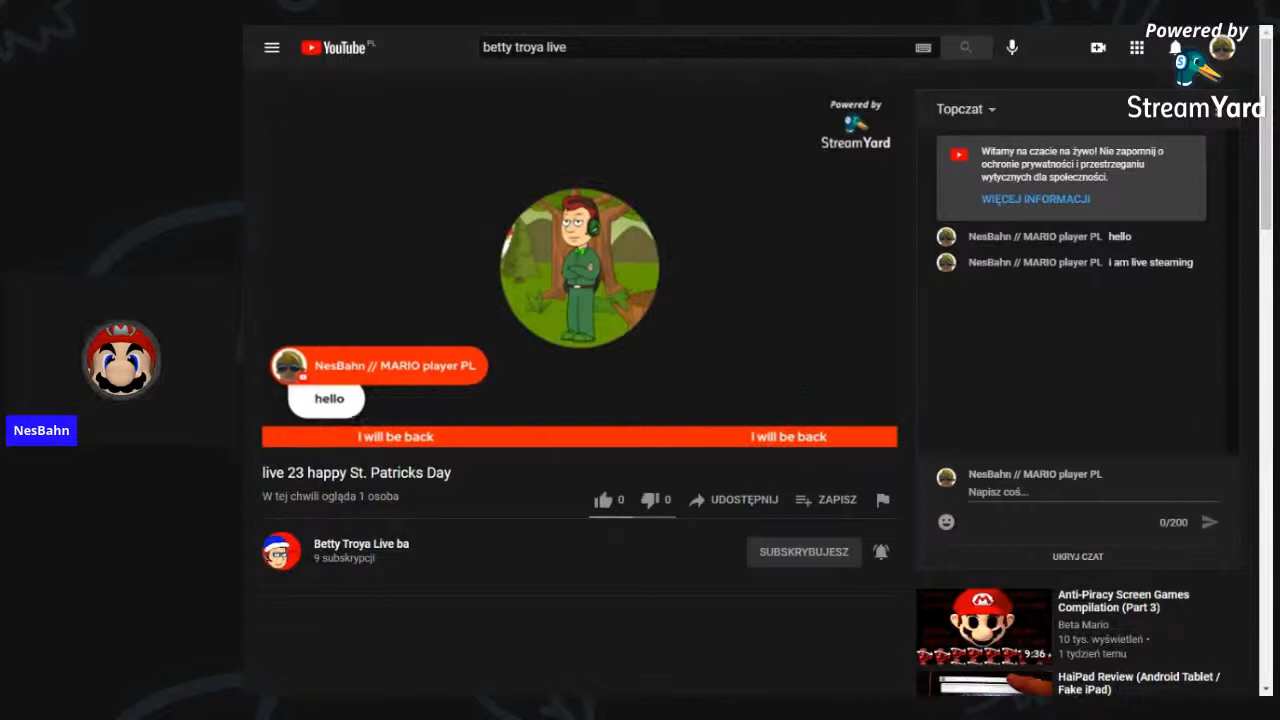 Powered by
StreamYard
YouTube PL
betty troya live
Powered by
StreamYard
NesBahn // MARIO player PL
hello
I will be back
I will be back
live 23 happy St. Patricks Day
W tej chwili ogląda 1 osoba
0
0
UDOSTĘPNIJ
ZAPISZ
Betty Troya Live ba
9 subskrypcji
SUBSKRYBUJESZ
NesBahn
Topczat
Witamy na czacie na żywo! Nie zapomnij o
ochronie prywatności i przestrzeganiu
wytycznych dla społeczności.
WIĘCEJ INFORMACJI
NesBahn // MARIO player PL hello
NesBahn // MARIO player PL i am live steaming
NesBahn // MARIO player PL
Napisz coś...
0/200
UKRYJ CZAT
9:36
Anti-Piracy Screen Games
Compilation (Part 3)
Beta Mario
10 tys. wyświetleń •
1 tydzień temu
HaiPad Review (Android Tablet /
Fake iPad)